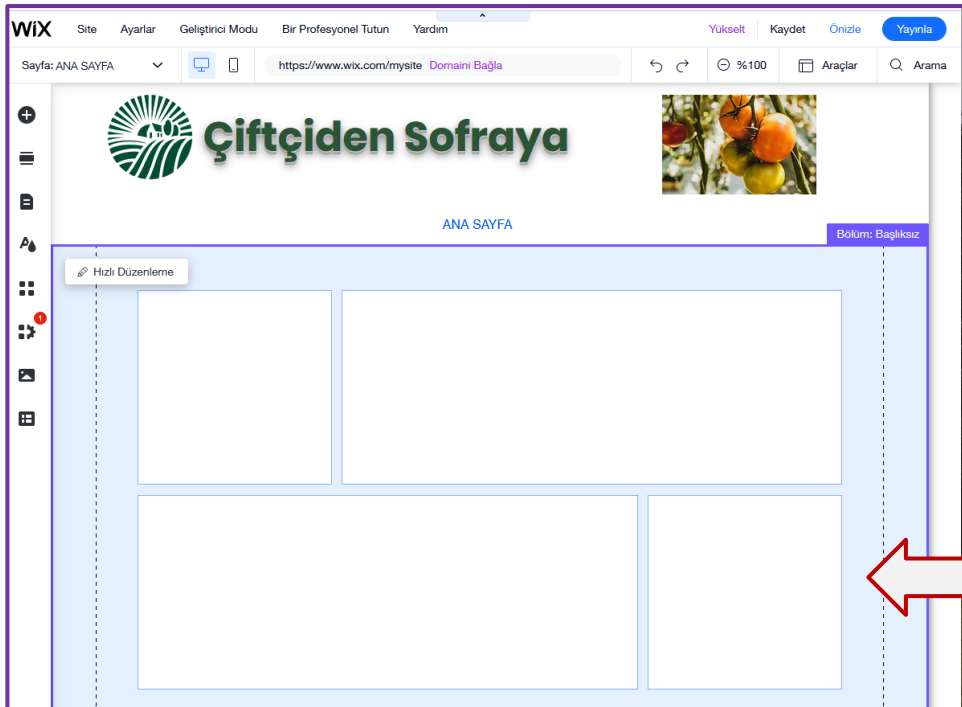 WiX Site Ayarlar Geliştirici Modu Bir Profesyonel Tutun Yardım Yükselt Kaydet Önizle Yayınla
Sayfa: ANA SAYFA https://www.wix.com/mysite Domaini Bağla %100 Araçlar Arama
Çiftçiden Sofraya
ANA SAYFA
Bölüm: Başlıksız
Hızlı Düzenleme
1